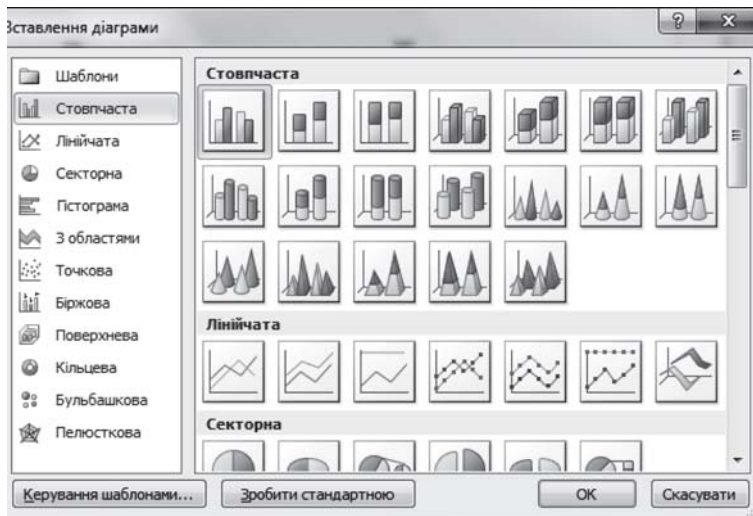 Вставлення діаграми
Шаблони
Стовпчаста
Лінійчата
Секторна
Гістограма
З областями
Точкова
Біржова
Поверхнева
Кільцева
Бульбашкова
Пелюсткова
Стовпчаста
Лінійчата
Секторна
Керування шаблонами...
Зробити стандартною
ОК
Скасувати